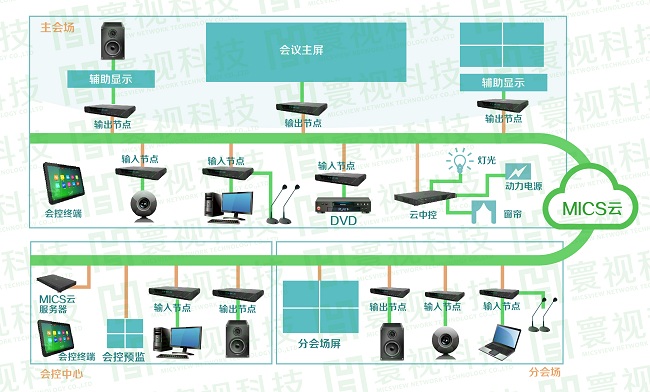 主会场
辅助显示
会议主屏
辅助显示
输出节点
输出节点
输出节点
输入节点
输入节点
输入节点
灯光
动力电源
窗帘
会控终端
DVD
云中控
MICS云
MICS云
服务器
输入节点
输出节点
输出节点
输入节点
输入节点
会控终端
会控预监
分会场屏
会控中心
分会场
寰视科技